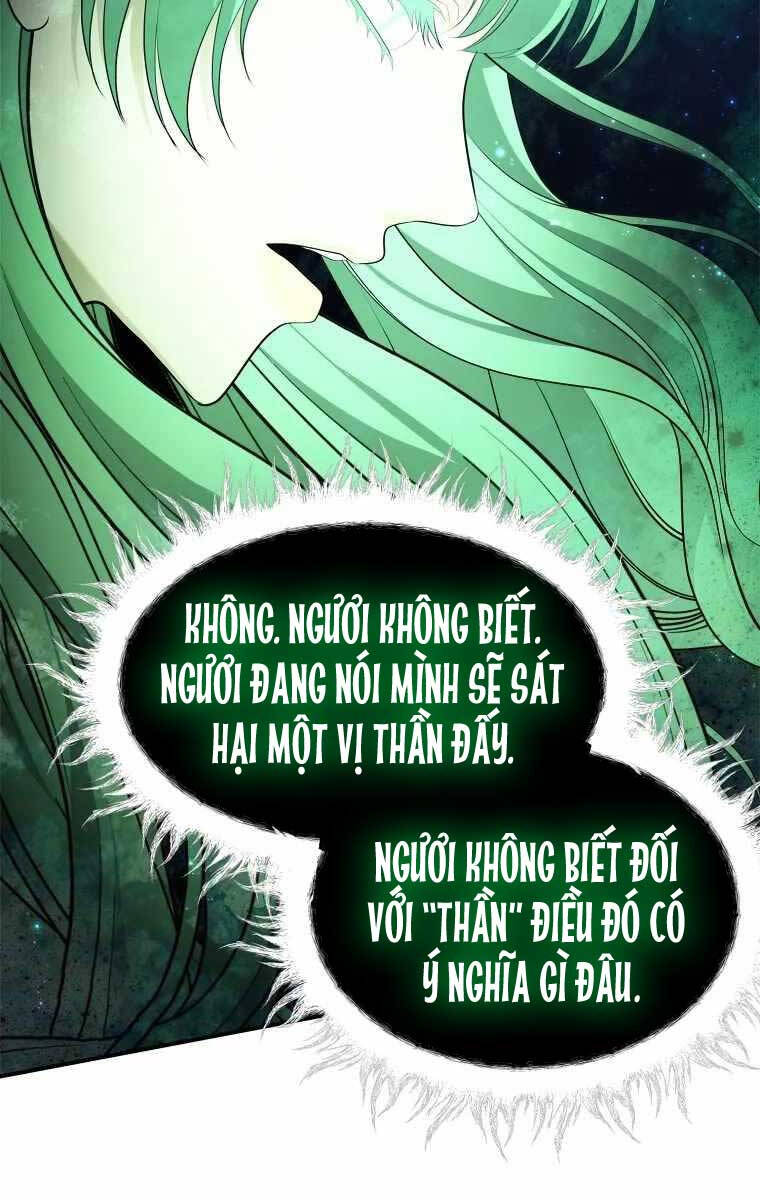 KHÔNG. NGƯƠI KHÔNG BIẾT.
NGƯƠI ĐANG NÓI MÌNH SẼ SÁT
HẠI MỘT VỊ THẦN ĐẤY.
NGƯƠI KHÔNG BIẾT ĐỐI
VỚI “THẦN” ĐIỀU ĐÓ CÓ
Ý NGHĨA GÌ ĐÂU.